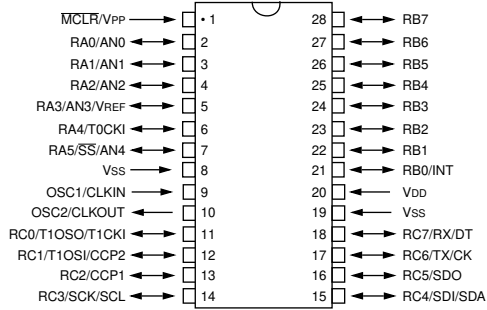 MCLR/VPP • 1 28 RB7
RA0/AN0 2 27 RB6
RA1/AN1 3 26 RB5
RA2/AN2 4 25 RB4
RA3/AN3/VREF 5 24 RB3
RA4/T0CKI 6 23 RB2
RA5/SS/AN4 7 22 RB1
VSS 8 21 RB0/INT
OSC1/CLKIN 9 20 VDD
OSC2/CLKOUT 10 19 VSS
RC0/T1OSO/T1CKI 11 18 RC7/RX/DT
RC1/T1OSI/CCP2 12 17 RC6/TX/CK
RC2/CCP1 13 16 RC5/SDO
RC3/SCK/SCL 14 15 RC4/SDI/SDA